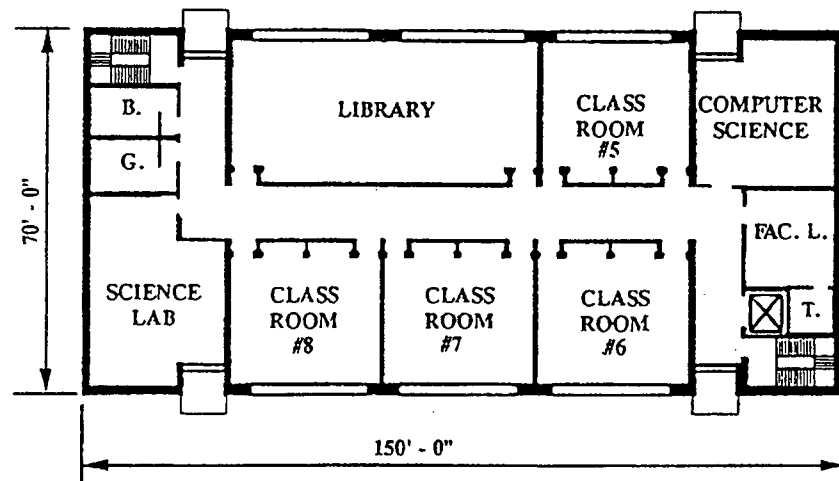 B.
G.
LIBRARY
CLASS
ROOM
#5
COMPUTER
SCIENCE
70' - 0"
FAC. L.
T.
SCIENCE
LAB
CLASS
ROOM
#8
CLASS
ROOM
#7
CLASS
ROOM
#6
150' - 0"